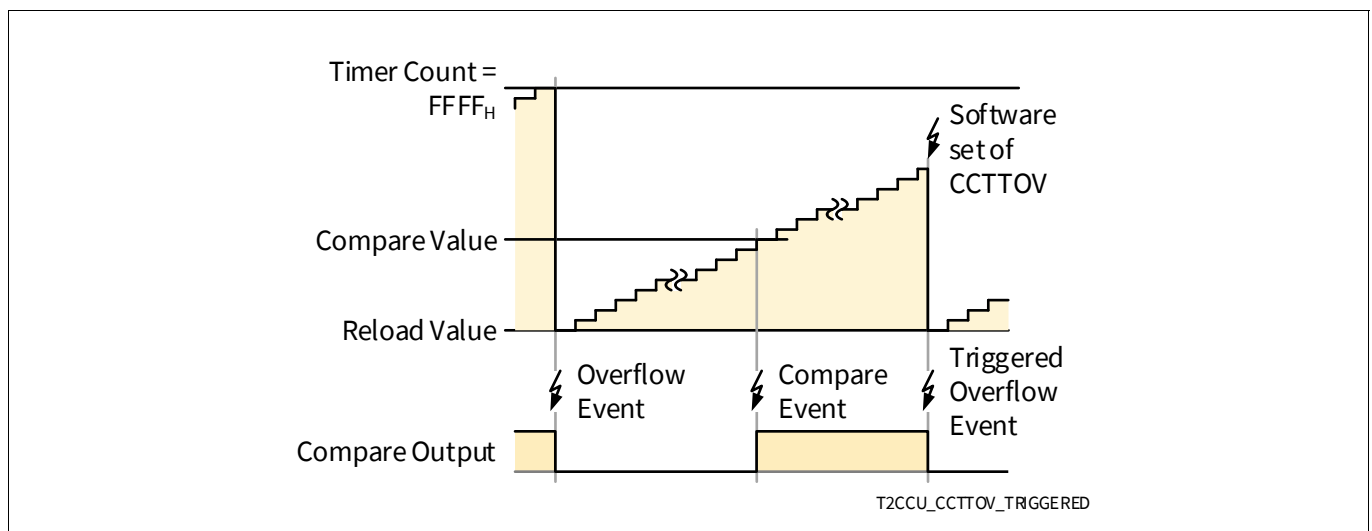 Timer Count =
FFFFH
Software
set of
CCTTOV
Compare Value
Reload Value
Overflow
Event
Compare
Event
Triggered
Overflow
Event
Compare Output
T2CCU_CCTTOV_TRIGGERED